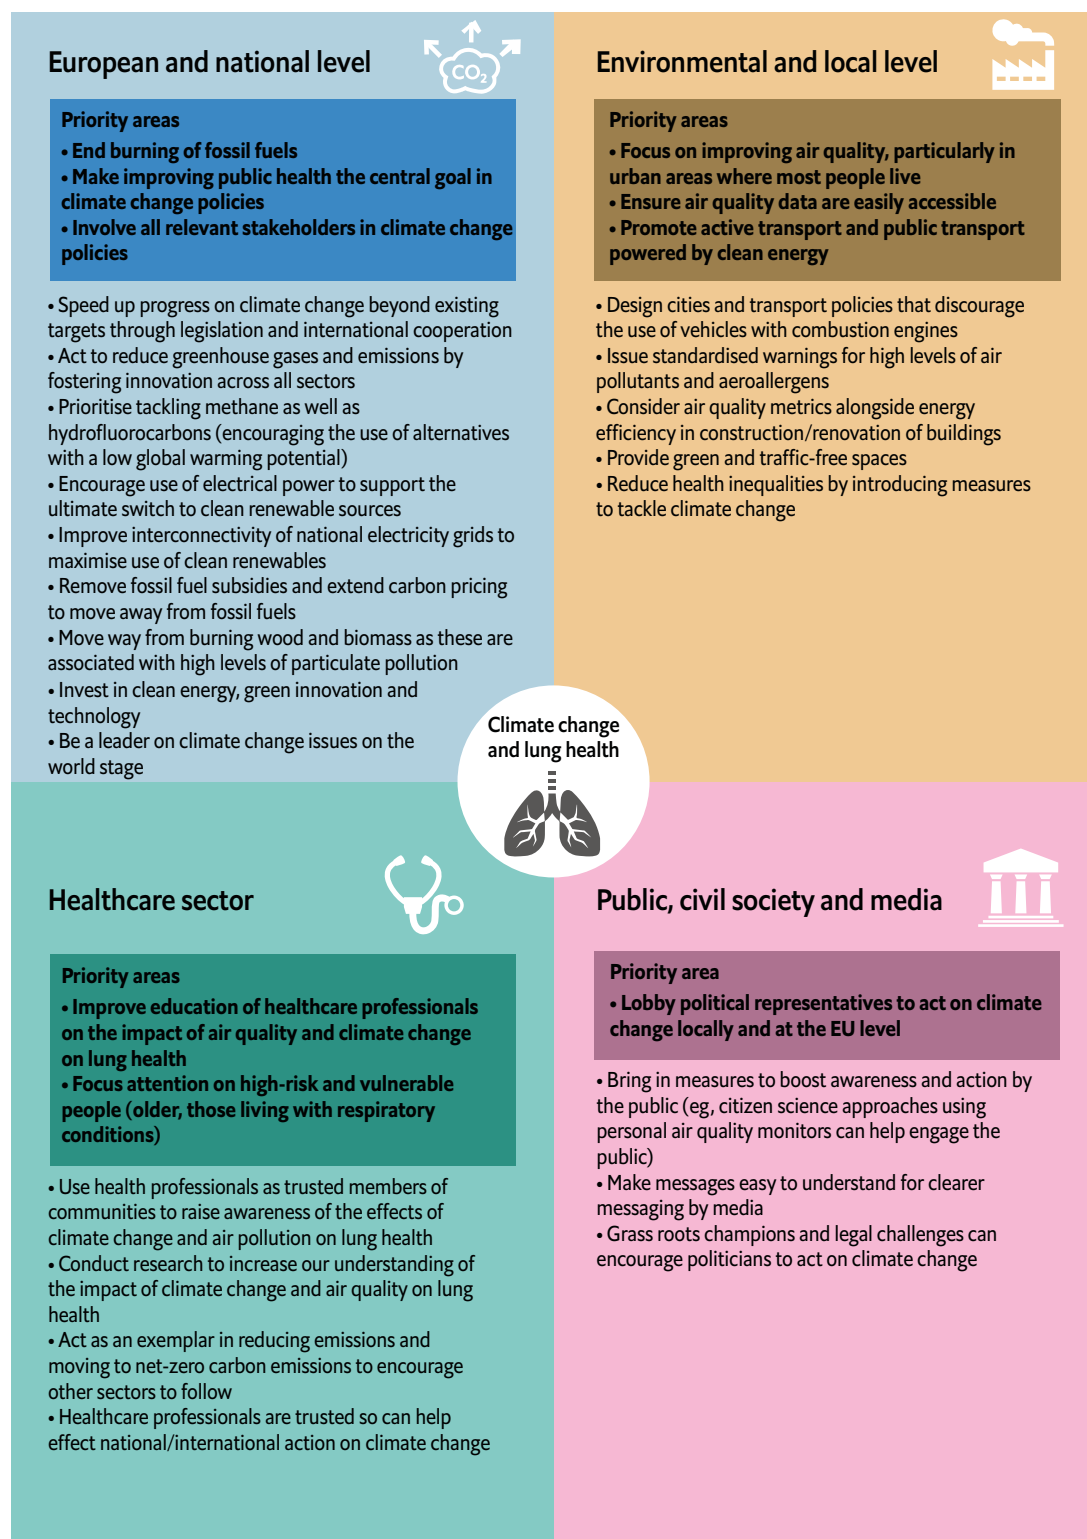 European and national level
CO2
Priority areas
• End burning of fossil fuels
• Make improving public health the central goal in
climate change policies
• Involve all relevant stakeholders in climate change
policies
• Speed up progress on climate change beyond existing
targets through legislation and international cooperation
• Act to reduce greenhouse gases and emissions by
fostering innovation across all sectors
• Prioritise tackling methane as well as
hydrofluorocarbons (encouraging the use of alternatives
with a low global warming potential)
• Encourage use of electrical power to support the
ultimate switch to clean renewable sources
• Improve interconnectivity of national electricity grids to
maximise use of clean renewables
• Remove fossil fuel subsidies and extend carbon pricing
to move away from fossil fuels
• Move way from burning wood and biomass as these are
associated with high levels of particulate pollution
• Invest in clean energy, green innovation and
technology
• Be a leader on climate change issues on the
world stage
Environmental and local level
Priority areas
• Focus on improving air quality, particularly in
urban areas where most people live
• Ensure air quality data are easily accessible
• Promote active transport and public transport
powered by clean energy
• Design cities and transport policies that discourage
the use of vehicles with combustion engines
• Issue standardised warnings for high levels of air
pollutants and aeroallergens
• Consider air quality metrics alongside energy
efficiency in construction/renovation of buildings
• Provide green and traffic-free spaces
• Reduce health inequalities by introducing measures
to tackle climate change
Climate change
and lung health
Healthcare sector
Priority areas
• Improve education of healthcare professionals
on the impact of air quality and climate change
on lung health
• Focus attention on high-risk and vulnerable
people (older, those living with respiratory
conditions)
• Use health professionals as trusted members of
communities to raise awareness of the effects of
climate change and air pollution on lung health
• Conduct research to increase our understanding of
the impact of climate change and air quality on lung
health
• Act as an exemplar in reducing emissions and
moving to net-zero carbon emissions to encourage
other sectors to follow
• Healthcare professionals are trusted so can help
effect national/international action on climate change
Public, civil society and media
Priority area
• Lobby political representatives to act on climate
change locally and at the EU level
• Bring in measures to boost awareness and action by
the public (eg, citizen science approaches using
personal air quality monitors can help engage the
public)
• Make messages easy to understand for clearer
messaging by media
• Grass roots champions and legal challenges can
encourage politicians to act on climate change